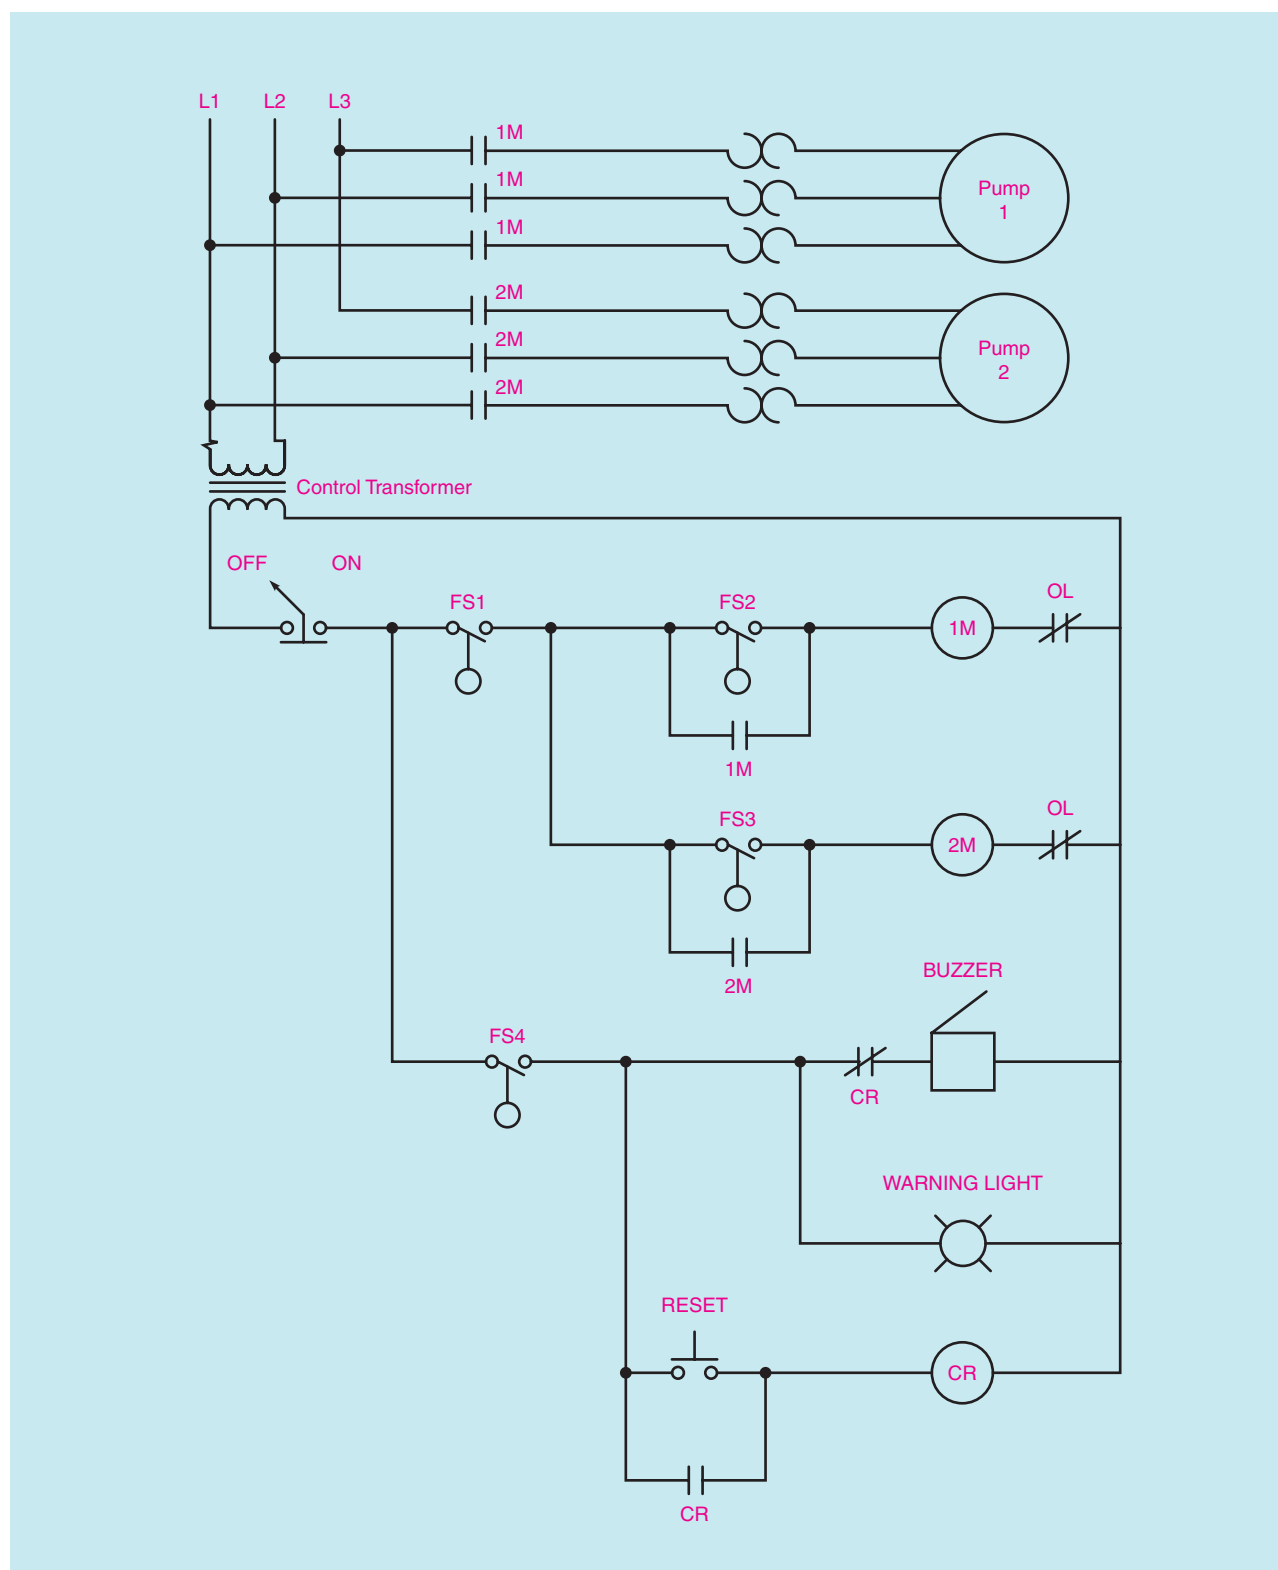 L1 L2 L3
1M
1M
Pump
1
1M
2M
2M
Pump
2
2M
Control Transformer
OFF ON
FS1 FS2 OL
1M
1M
FS3 OL
2M
2M
BUZZER
FS4
CR
WARNING LIGHT
RESET
CR
CR